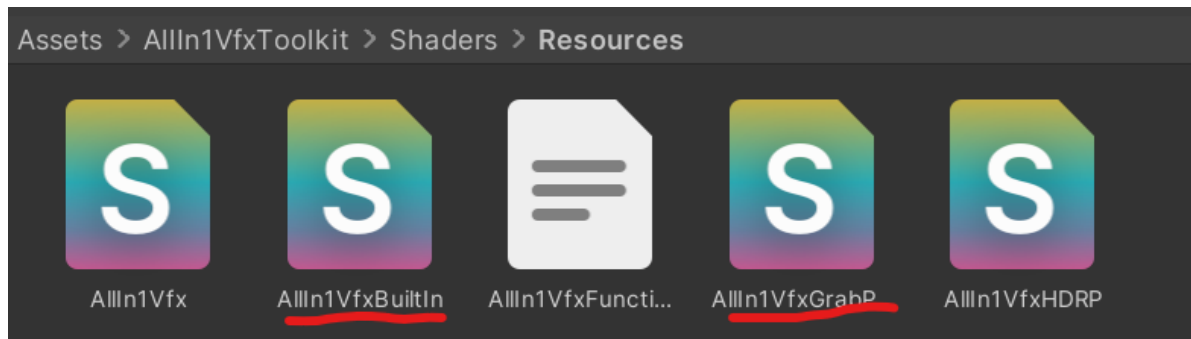 Assets > AllIn1VfxToolkit > Shaders > Resources
S S S S
AllIn1Vfx AllIn1VfxBuiltIn AllIn1VfxFuncti... AllIn1VfxGrabP... AllIn1VfxHDRP